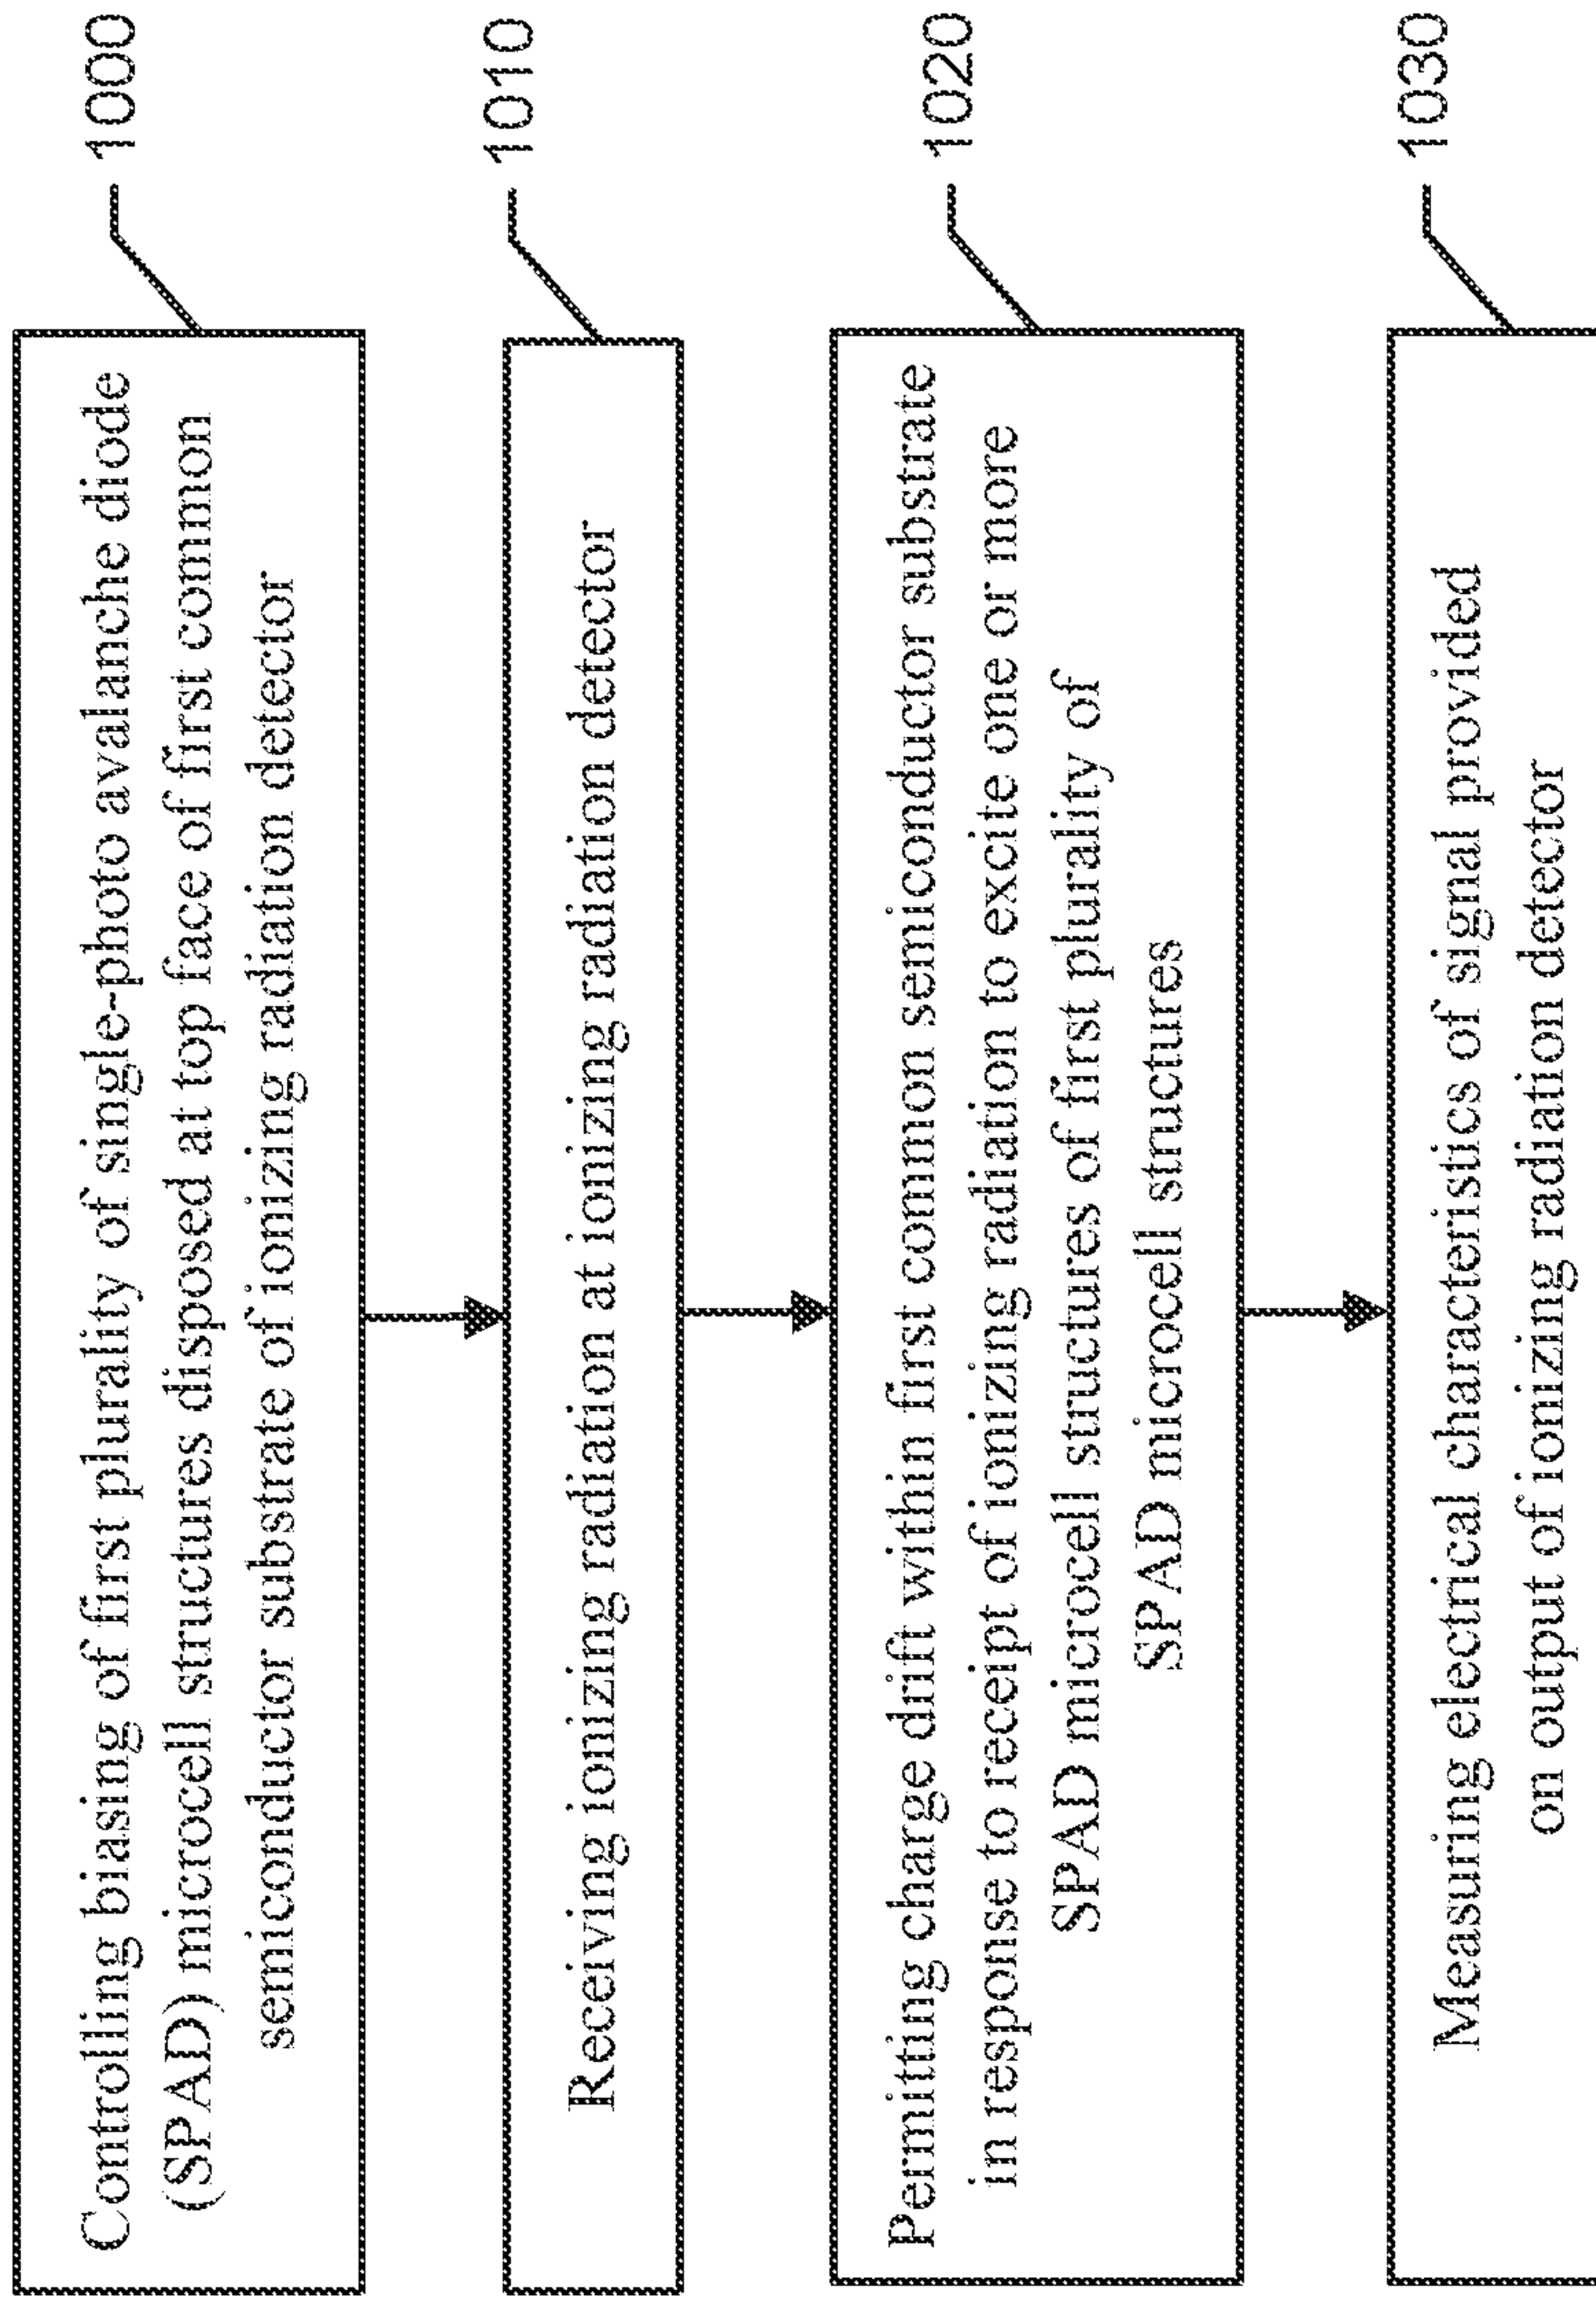 Controlling biasing of first plurality of single-photo avalanche diode
(SPAD) microcell structures disposed at top face of first common
semiconductor substrate of ionizing radiation detector
1000
Receiving ionizing radiation at ionizing radiation detector
1010
Permitting charge drift within first common semiconductor substrate
in response to receipt of ionizing radiation to excite one or more
SPAD microcell structures of first plurality of
SPAD microcell structures
1020
Measuring electrical characteristics of signal provided
on output of ionizing radiation detector
1030